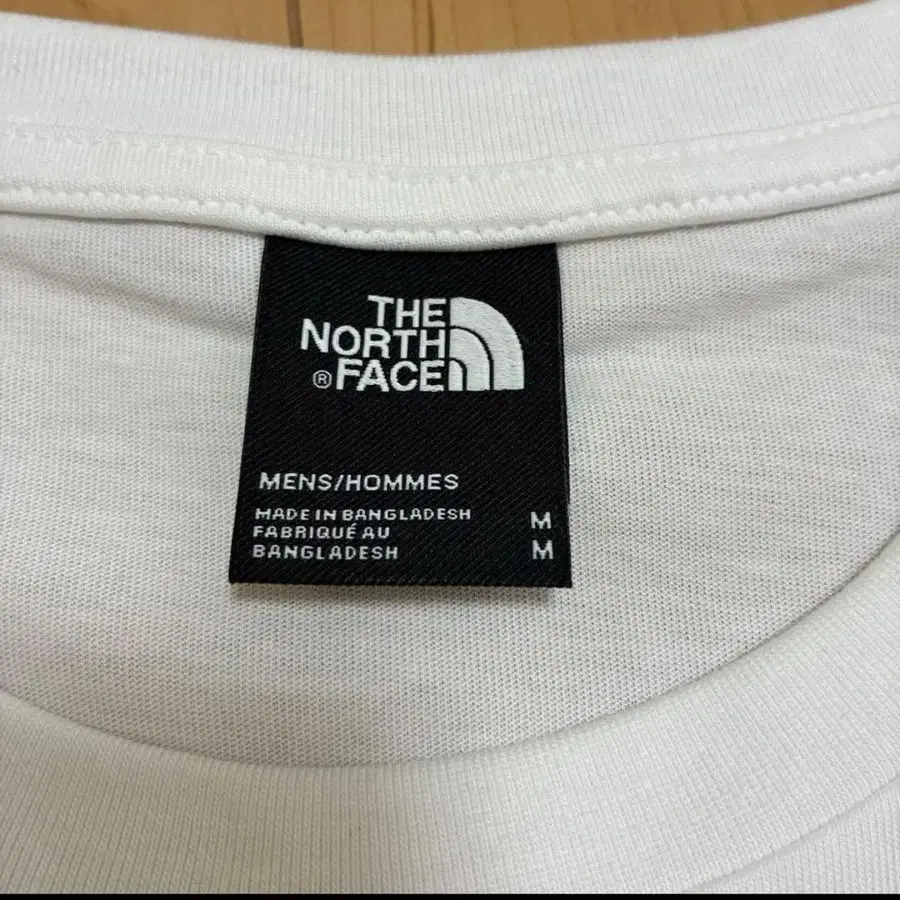 THE
NORTH
® FACE
MENS/HOMMES
MADE IN BANGLADESH M
FABRIQUÉ AU
BANGLADESH M